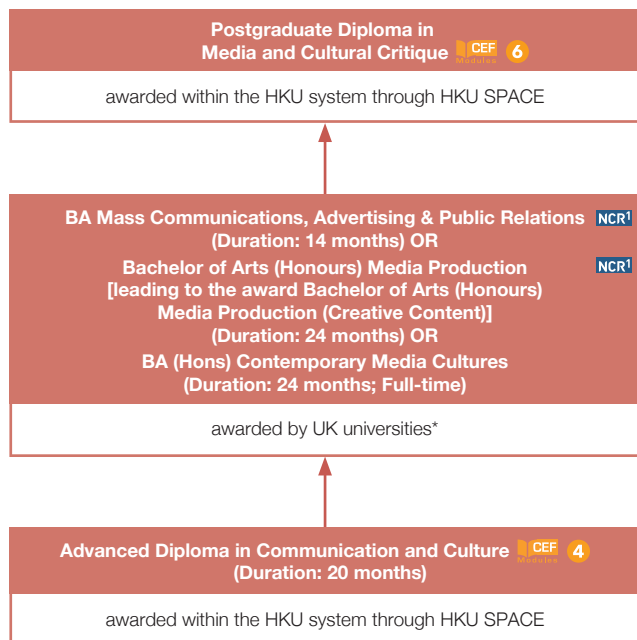 Postgraduate Diploma in
Media and Cultural Critique CEF Modules 6
awarded within the HKU system through HKU SPACE
BA Mass Communications, Advertising & Public Relations NCR1
(Duration: 14 months) OR
Bachelor of Arts (Honours) Media Production NCR1
[leading to the award Bachelor of Arts (Honours)
Media Production (Creative Content)]
(Duration: 24 months) OR
BA (Hons) Contemporary Media Cultures
(Duration: 24 months; Full-time)
awarded by UK universities*
Advanced Diploma in Communication and Culture CEF Modules 4
(Duration: 20 months)
awarded within the HKU system through HKU SPACE